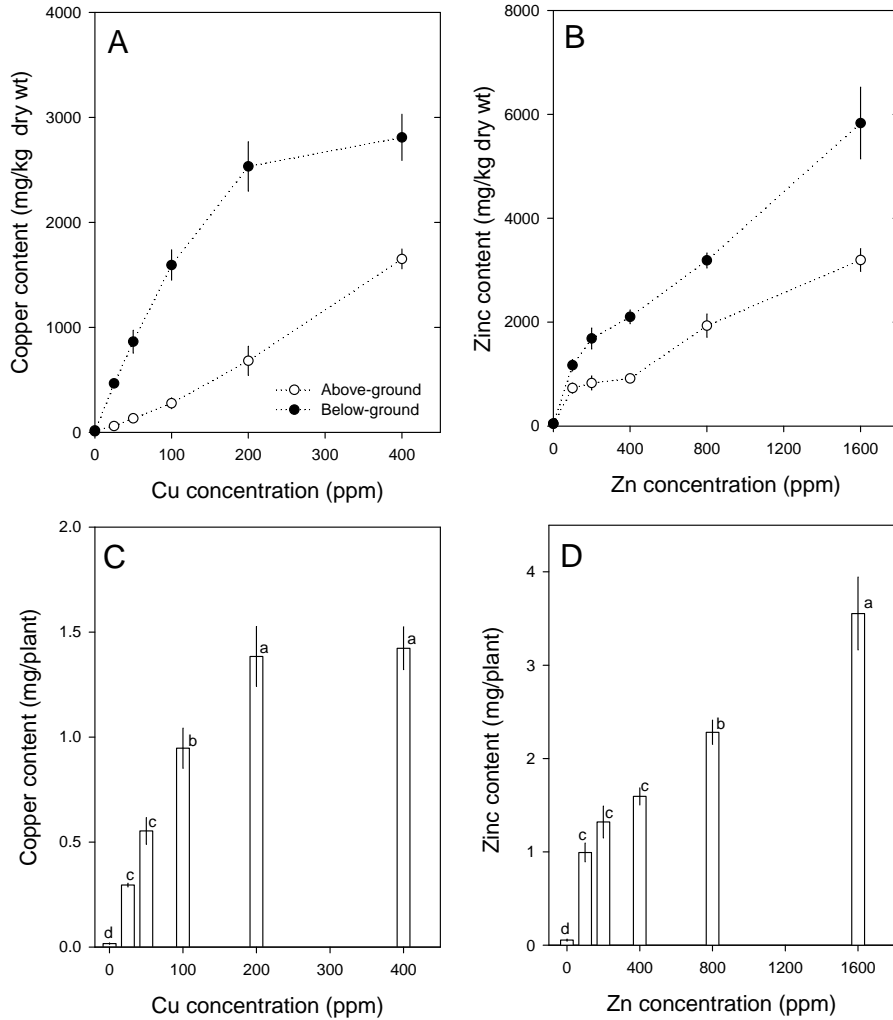 A
Copper content (mg/kg dry wt)
4000
3000
2000
1000
0
Above-ground
Below-ground
0 100 200 300 400
Cu concentration (ppm)
B
Zinc content (mg/kg dry wt)
8000
6000
4000
2000
0
0 400 800 1200 1600
Zn concentration (ppm)
C
Copper content (mg/plant)
2.0
1.5
1.0
0.5
0.0
d c c b a a
0 100 200 300 400
Cu concentration (ppm)
D
Zinc content (mg/plant)
4
3
2
1
0
d c c c b a
0 400 800 1200 1600
Zn concentration (ppm)